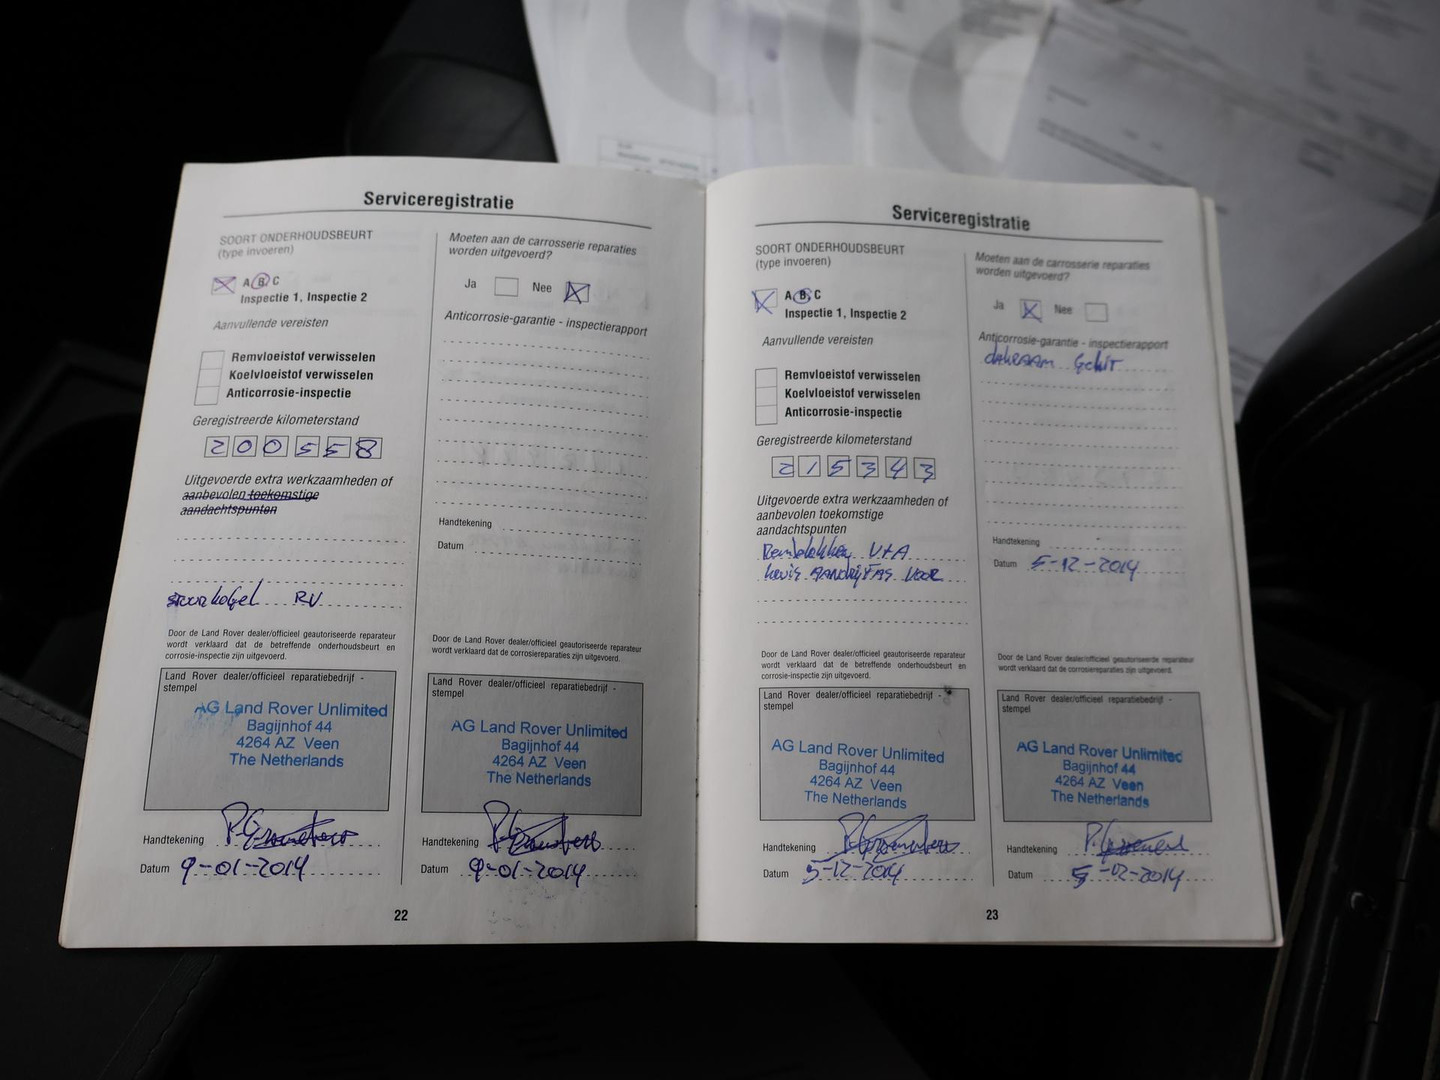 Serviceregistratie
SOORT ONDERHOUDSBEURT
(type invoeren)
A B C
Inspectie 1, Inspectie 2
Aanvullende vereisten
Remvloeistof verwisselen
Koelvloeistof verwisselen
Anticorrosie-inspectie
Geregistreerde kilometerstand
200558
Uitgevoerde extra werkzaamheden of
aanbevolen toekomstige
aandachtspunten
stuurkogel RV
Door de Land Rover dealer/officieel geautoriseerde reparateur
wordt verklaard dat de betreffende onderhoudsbeurt en
corrosie-inspectie zijn uitgevoerd.
Land Rover dealer/officieel reparatiebedrijf -
stempel
AG Land Rover Unlimited
Bagijnhof 44
4264 AZ Veen
The Netherlands
Handtekening
Datum 9-01-2014
Moeten aan de carrosserie reparaties
worden uitgevoerd?
Ja Nee
Anticorrosie-garantie - inspectierapport
Handtekening
Datum
Door de Land Rover dealer/officieel geautoriseerde reparateur
wordt verklaard dat de corrosiereparaties zijn uitgevoerd.
Land Rover dealer/officieel reparatiebedrijf -
stempel
AG Land Rover Unlimited
Bagijnhof 44
4264 AZ Veen
The Netherlands
Handtekening
Datum 9-01-2014
22
Serviceregistratie
SOORT ONDERHOUDSBEURT
(type invoeren)
A B C
Inspectie 1, Inspectie 2
Aanvullende vereisten
Remvloeistof verwisselen
Koelvloeistof verwisselen
Anticorrosie-inspectie
Geregistreerde kilometerstand
215343
Uitgevoerde extra werkzaamheden of
aanbevolen toekomstige
aandachtspunten
Remblokken V+A
kruis AANdrijfAS VOOR
Door de Land Rover dealer/officieel geautoriseerde reparateur
wordt verklaard dat de betreffende onderhoudsbeurt en
corrosie-inspectie zijn uitgevoerd.
Land Rover dealer/officieel reparatiebedrijf -
stempel
AG Land Rover Unlimited
Bagijnhof 44
4264 AZ Veen
The Netherlands
Handtekening
Datum 5-12-2014
Moeten aan de carrosserie reparaties
worden uitgevoerd?
Ja Nee
Anticorrosie-garantie - inspectierapport
dakraam gekit
Handtekening
Datum 5-12-2014
Door de Land Rover dealer/officieel geautoriseerde reparateur
wordt verklaard dat de corrosiereparaties zijn uitgevoerd.
Land Rover dealer/officieel reparatiebedrijf -
stempel
AG Land Rover Unlimited
Bagijnhof 44
4264 AZ Veen
The Netherlands
Handtekening
Datum 5-12-2014
23